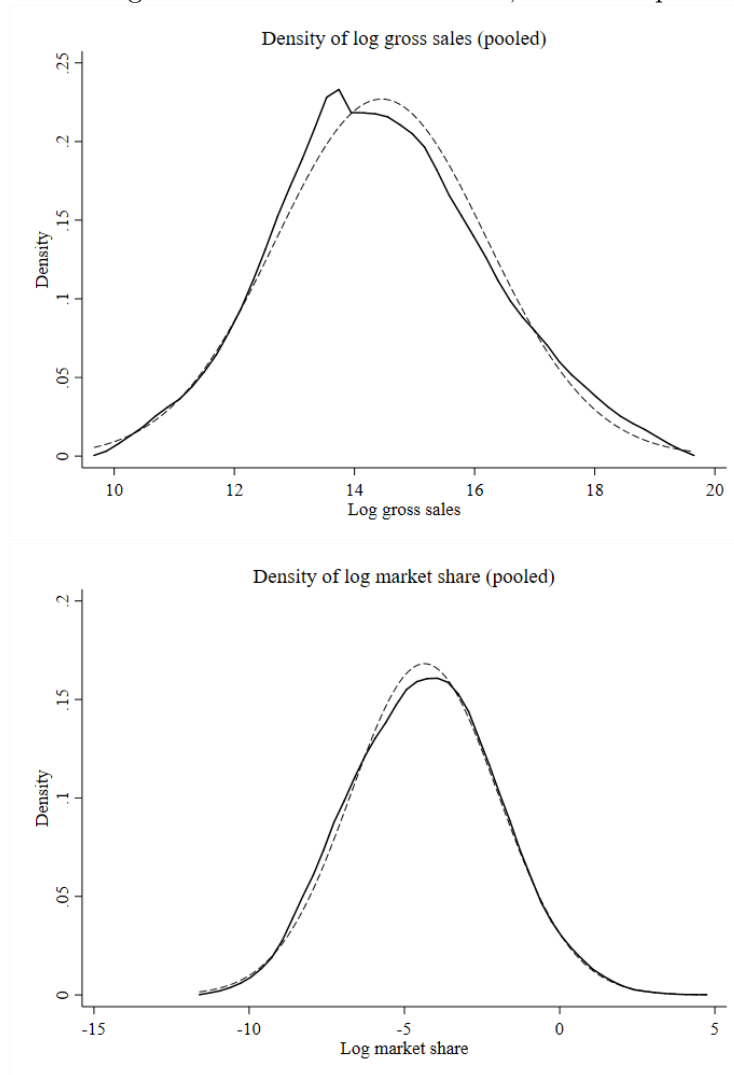 Density of log gross sales (pooled)
.25
.2
.15
.1
.05
0
Density
10 12 14 16 18 20
Log gross sales
Density of log market share (pooled)
.2
.15
.1
.05
0
Density
-15 -10 -5 0 5
Log market share